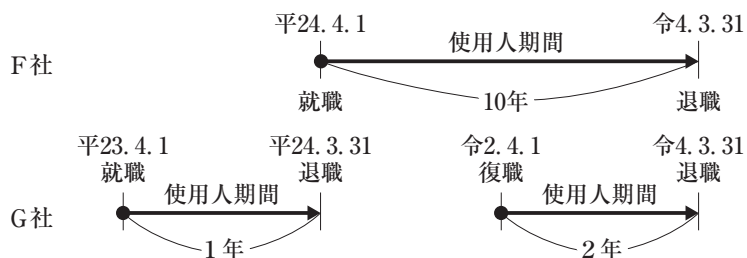 平24.4.1 令4.3.31
使用人期間
F社
就職 10年 退職
平23.4.1 平24.3.31 令2.4.1 令4.3.31
就職 退職 復職 退職
使用人期間 使用人期間
G社
1年 2年